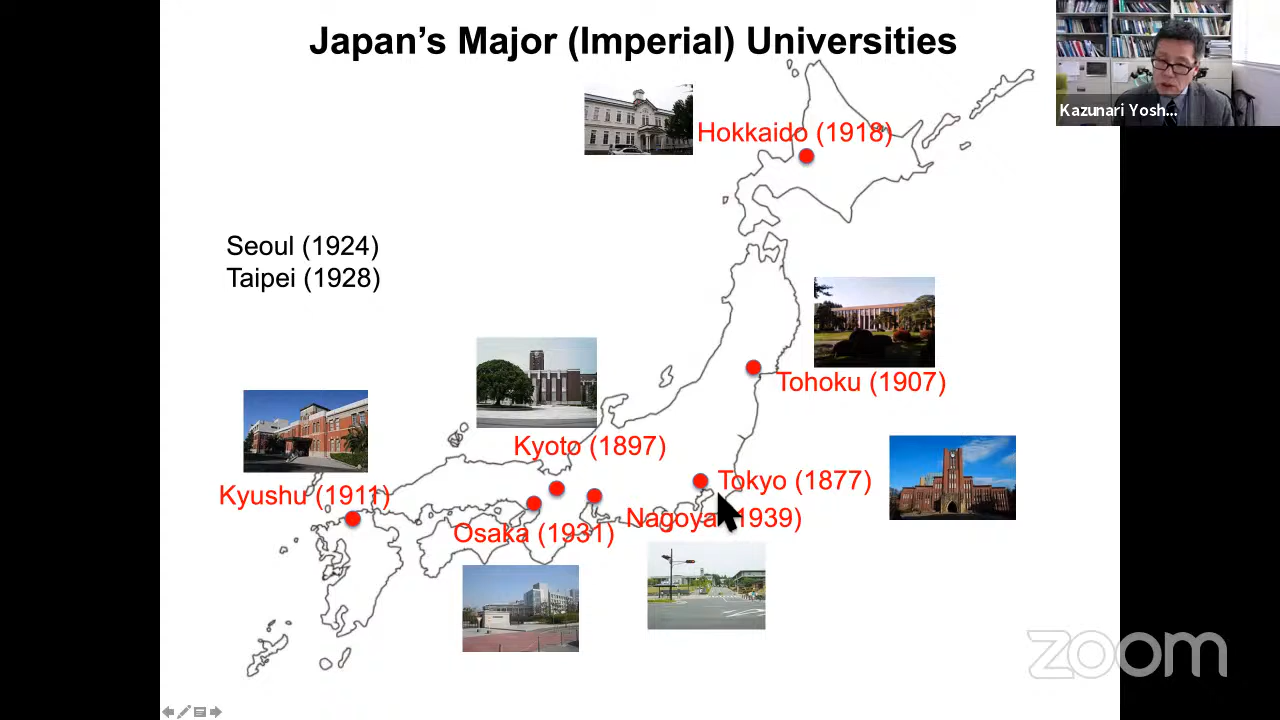 Japan’s Major (Imperial) Universities
Kazunari Yosh...
Hokkaido (1918)
Seoul (1924)
Taipei (1928)
Tohoku (1907)
Kyoto (1897)
Tokyo (1877)
Kyushu (1911)
Nagoya (1939)
Osaka (1931)
zoom